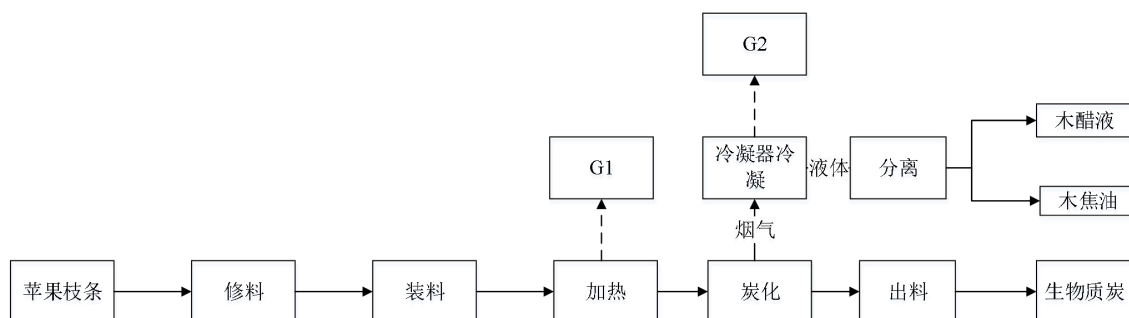 G2
木醋液
G1
冷凝器冷
凝
液体
分离
木焦油
烟气
苹果枝条
修料
装料
加热
炭化
出料
生物质炭